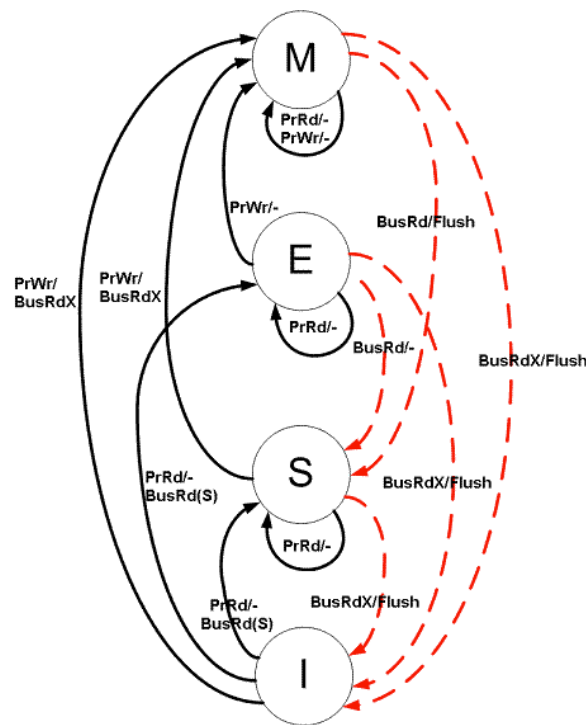 M
PrRd/-
PrWr/-
PrWr/-
BusRd/Flush
E
PrWr/
BusRdX
PrWr/
BusRdX
PrRd/-
BusRd/-
BusRdX/Flush
S
PrRd/-
BusRd(S)
BusRdX/Flush
PrRd/-
PrRd/-
BusRd(S)
BusRdX/Flush
I